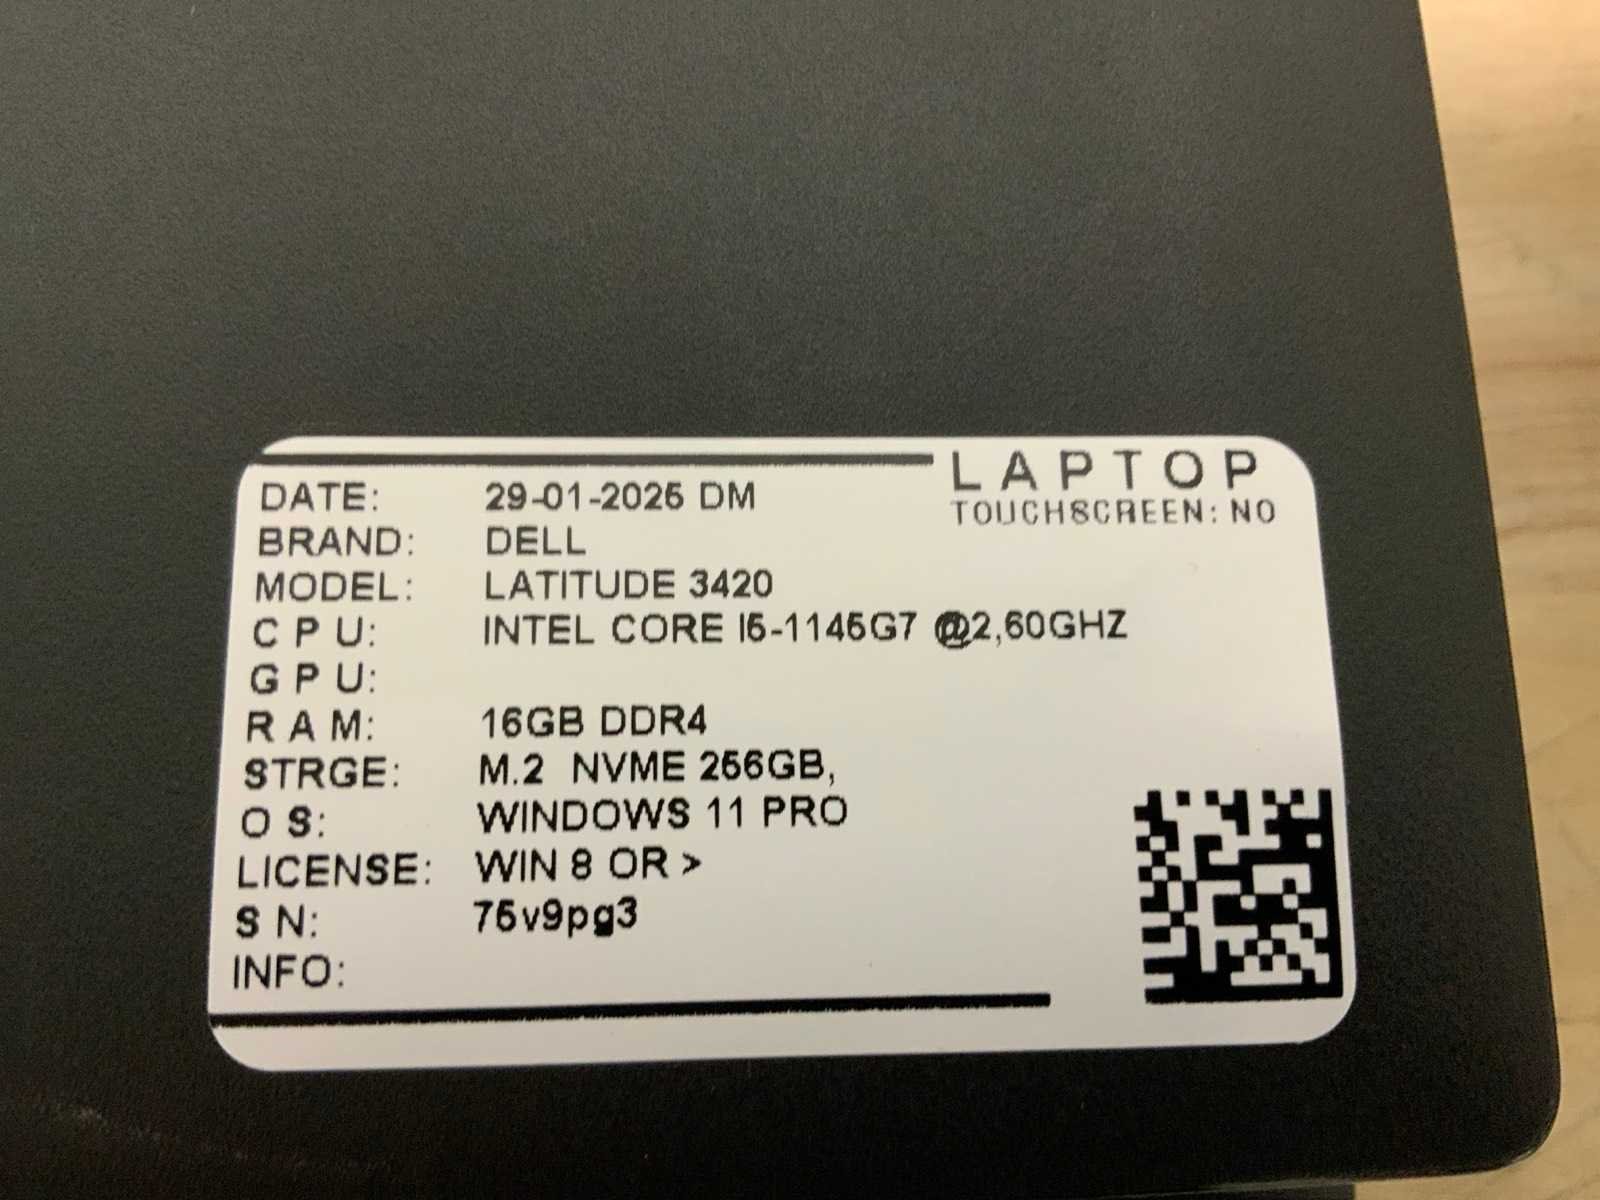 LAPTOP
TOUCHSCREEN: NO
DATE: 29-01-2025 DM
BRAND: DELL
MODEL: LATITUDE 3420
C P U: INTEL CORE I5-1145G7 @2,60GHZ
G P U:
R A M: 16GB DDR4
STRGE: M.2 NVME 256GB,
O S: WINDOWS 11 PRO
LICENSE: WIN 8 OR >
S N: 75v9pg3
INFO: